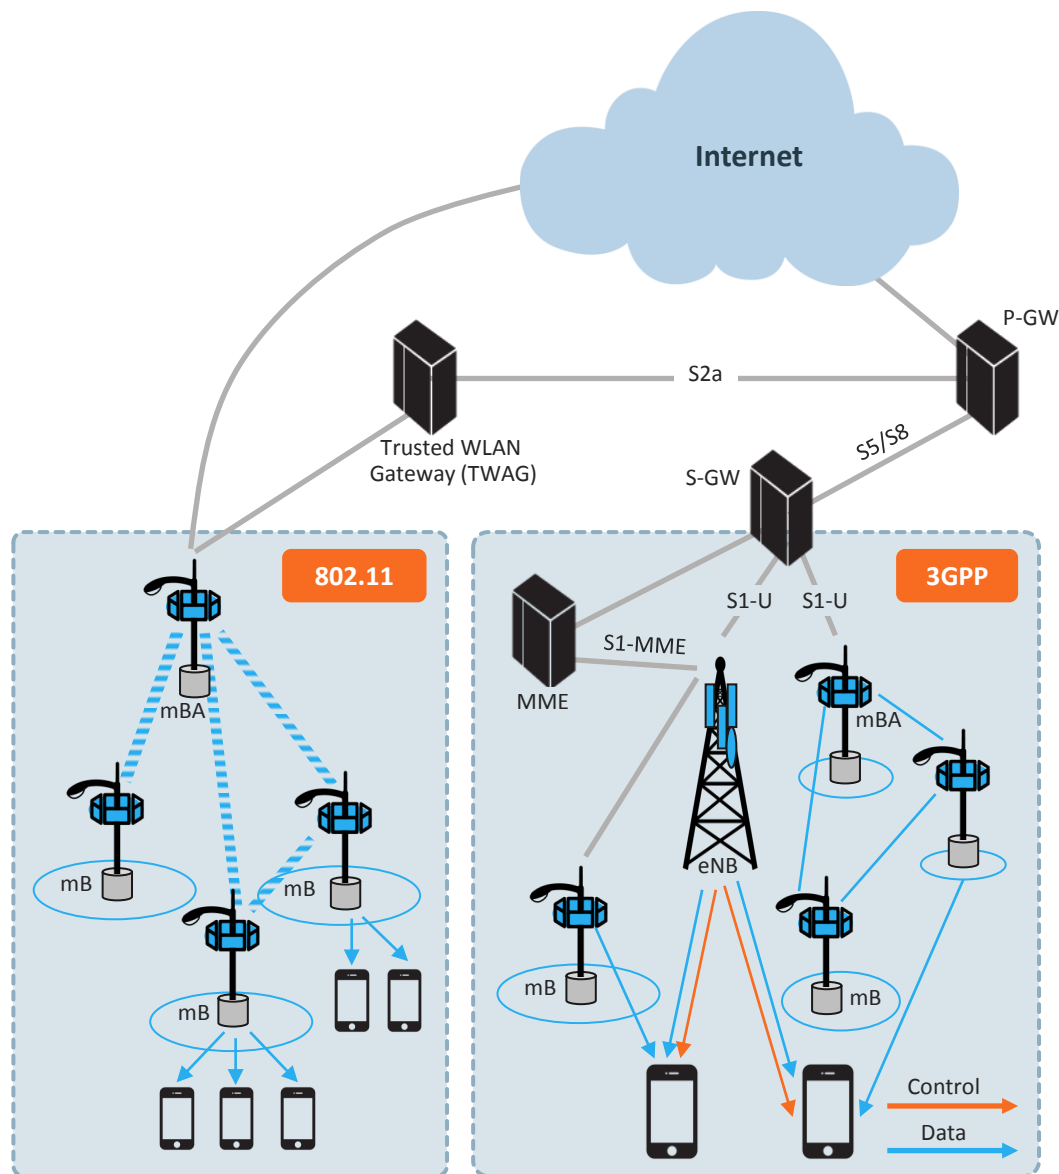 Internet
P-GW
S2a
Trusted WLAN
Gateway (TWAG)
S5/S8
S-GW
802.11
3GPP
S1-U
S1-U
S1-MME
MME
mBA
mBA
mB
mB
eNB
mB
mB
mB
Control
Data